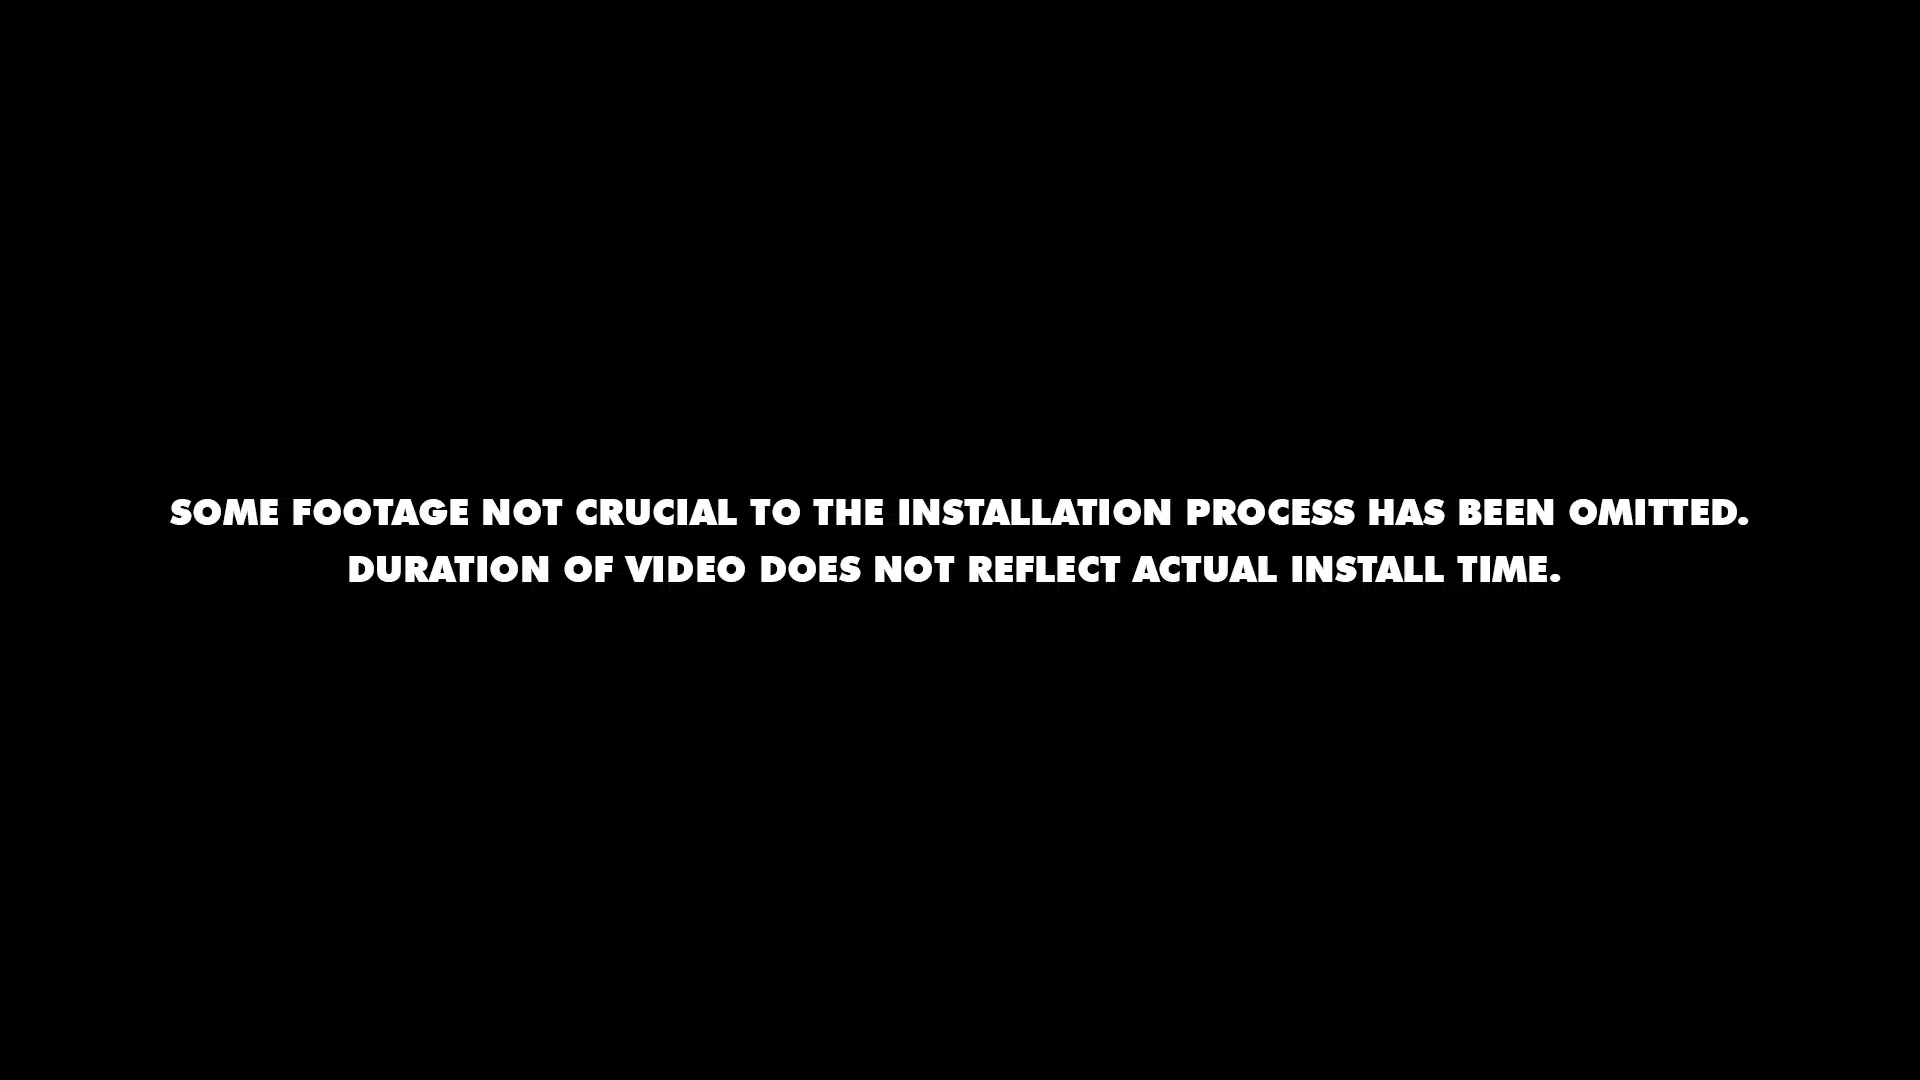 SOME FOOTAGE NOT CRUCIAL TO THE INSTALLATION PROCESS HAS BEEN OMITTED.
DURATION OF VIDEO DOES NOT REFLECT ACTUAL INSTALL TIME.